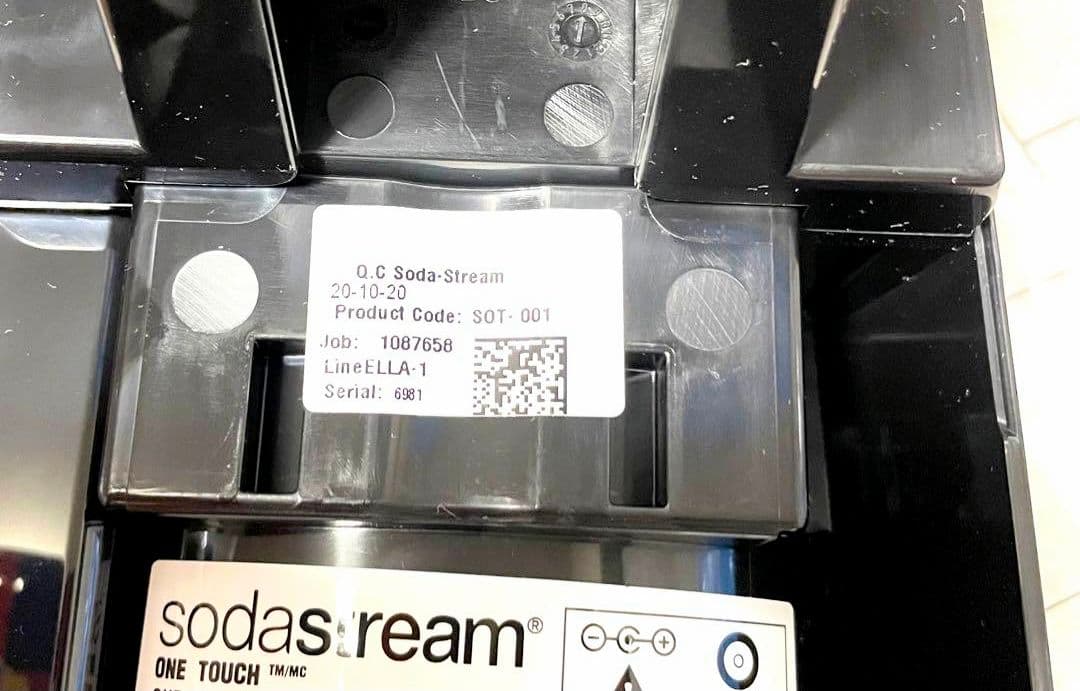 Q.C Soda-Stream
20-10-20
Product Code: SOT- 001
Job: 1087658
LineELLA-1
Serial: 6981
sodastream®
ONE TOUCH TM/MC